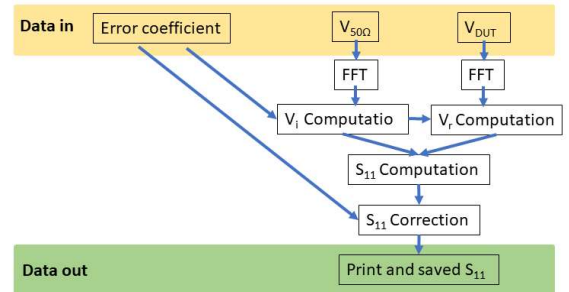 Data in
Error coefficient
V50Ω
VDUT
FFT
FFT
Vi Computatio
Vr Computation
S11 Computation
S11 Correction
Data out
Print and saved S11